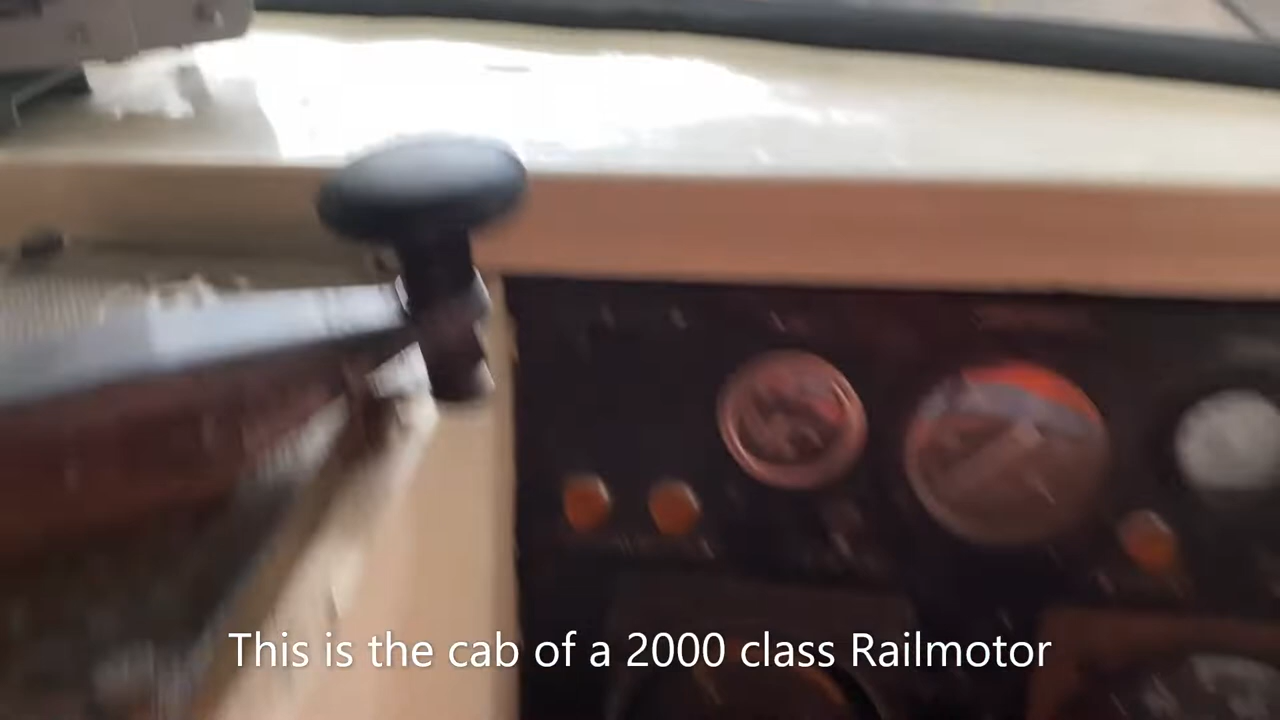 This is the cab of a 2000 class Railmotor